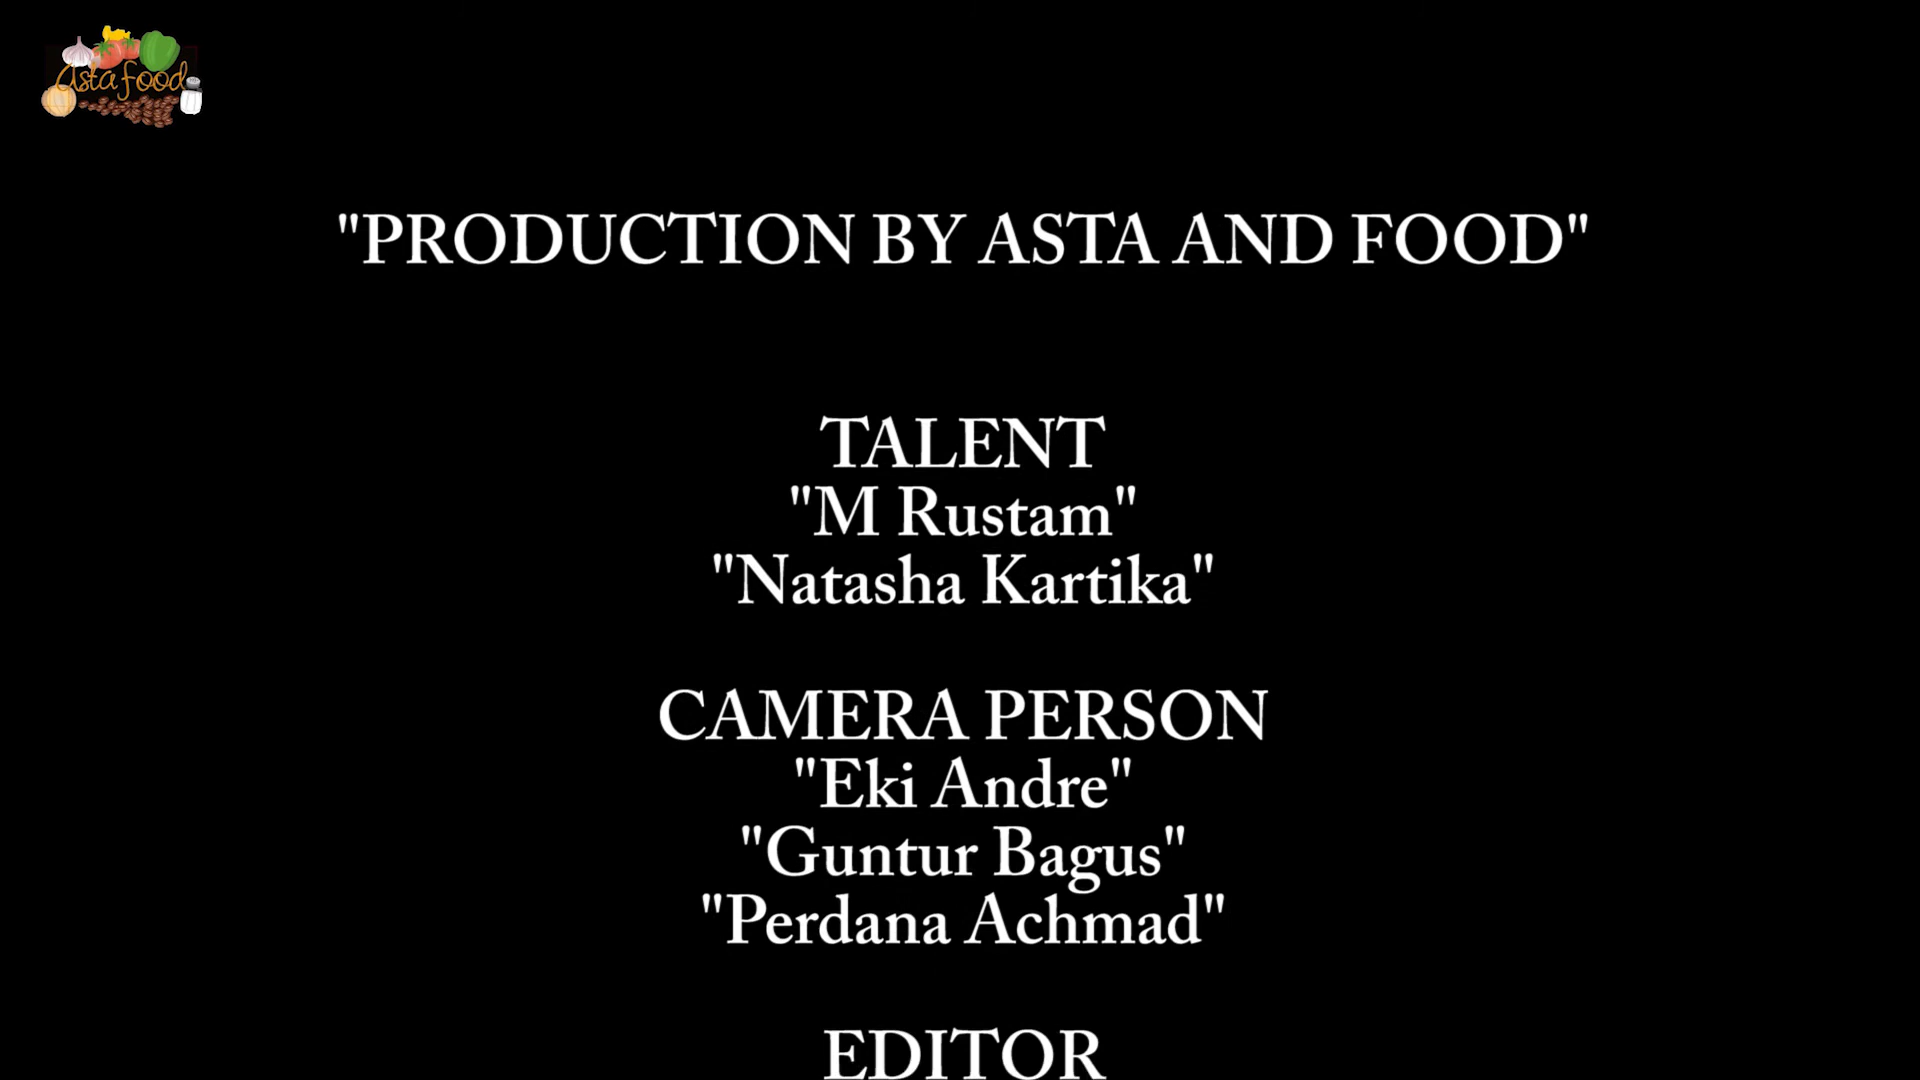 Asta food
"PRODUCTION BY ASTA AND FOOD"
TALENT
"M Rustam"
"Natasha Kartika"
CAMERA PERSON
"Eki Andre"
"Guntur Bagus"
"Perdana Achmad"
EDITOR